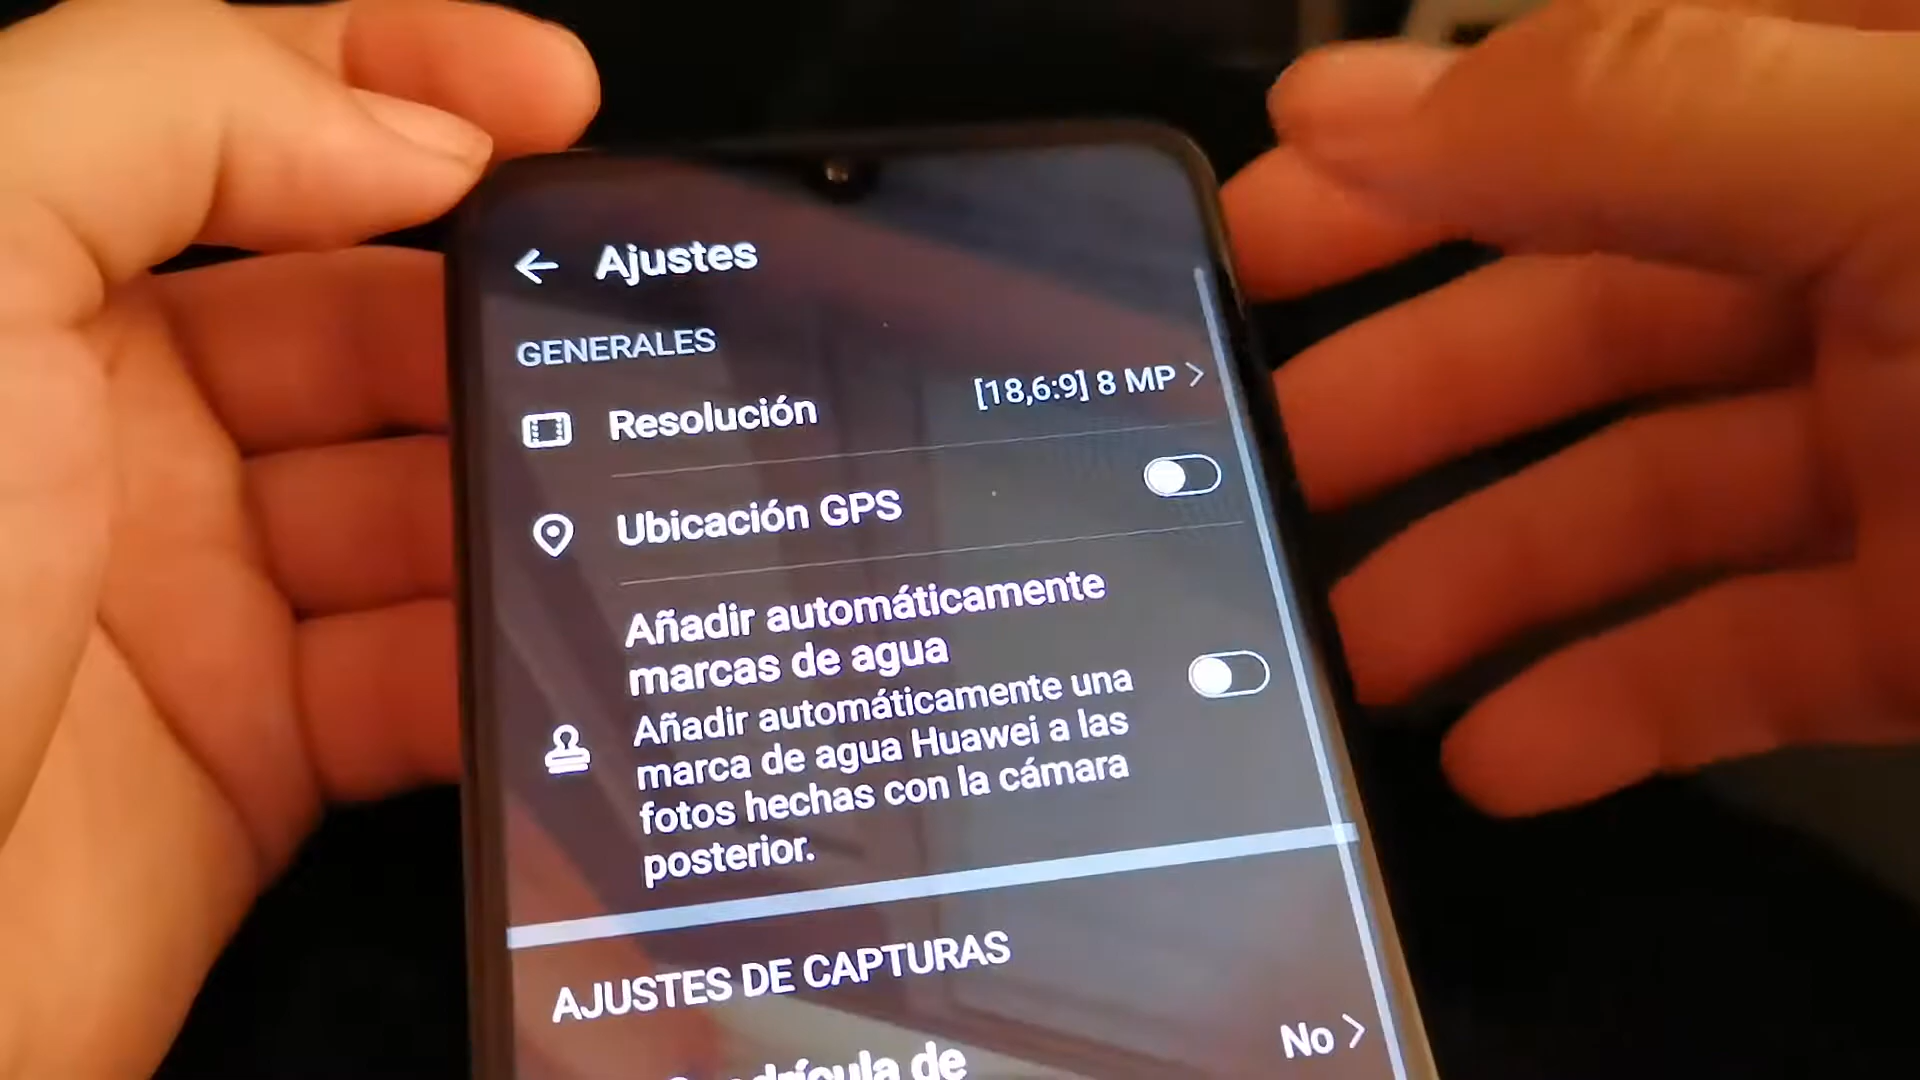 Ajustes
GENERALES
Resolución [18,6:9] 8 MP
Ubicación GPS
Añadir automáticamente
marcas de agua
Añadir automáticamente una
marca de agua Huawei a las
fotos hechas con la cámara
posterior.
AJUSTES DE CAPTURAS
No
de